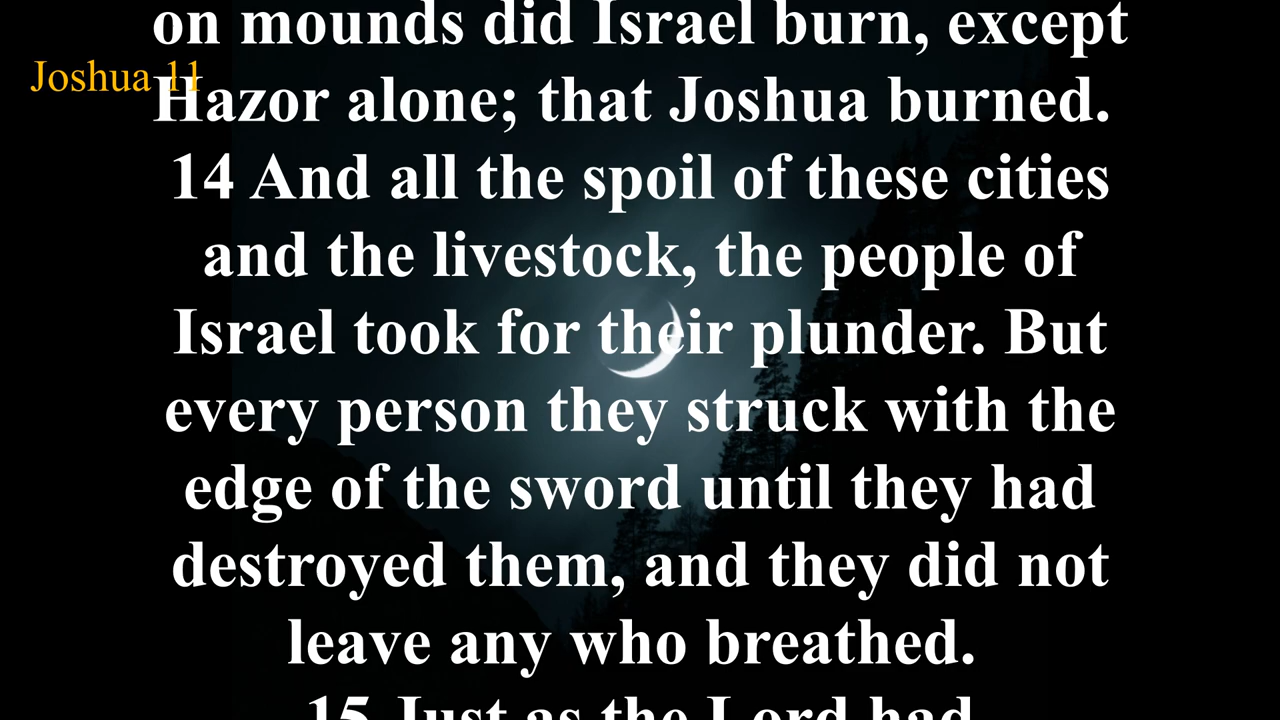 on mounds did Israel burn, except
Joshua 11
Hazor alone; that Joshua burned.
14 And all the spoil of these cities
and the livestock, the people of
Israel took for their plunder. But
every person they struck with the
edge of the sword until they had
destroyed them, and they did not
leave any who breathed.
15 Just as the Lord had